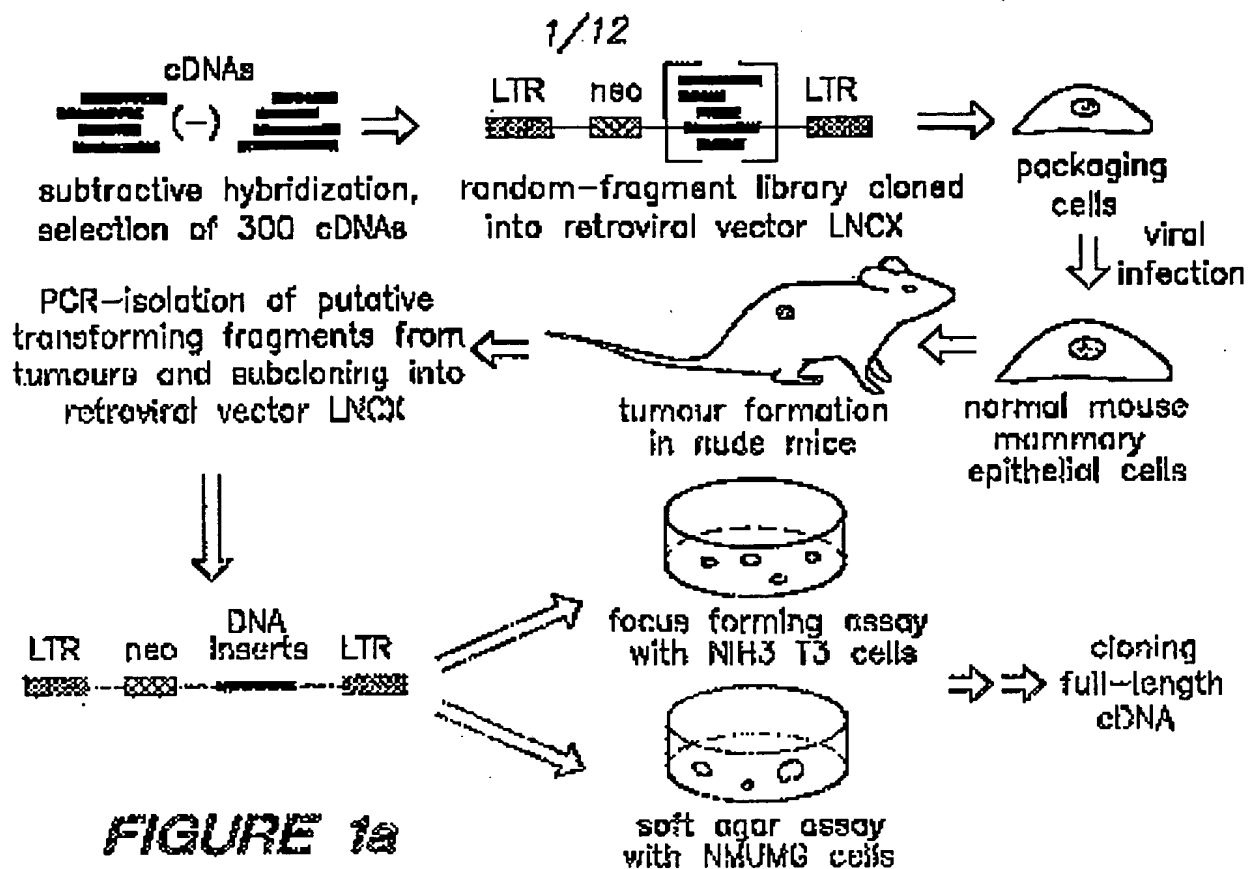 1/12
cDNAs
(-)
LTR neo LTR
subtractive hybridization,
selection of 300 cDNAs
random-fragment library cloned
into retroviral vector LNCX
packaging
cells
viral
infection
PCR-isolation of putative
transforming fragments from
tumours and subcloning into
retroviral vector LNCX
tumour formation
in nude mice
normal mouse
mammary
epithelial cells
LTR neo DNA
inserts LTR
focus forming assay
with NIH3 T3 cells
cloning
full-length
cDNA
soft agar assay
with NMUMG cells
FIGURE 1a